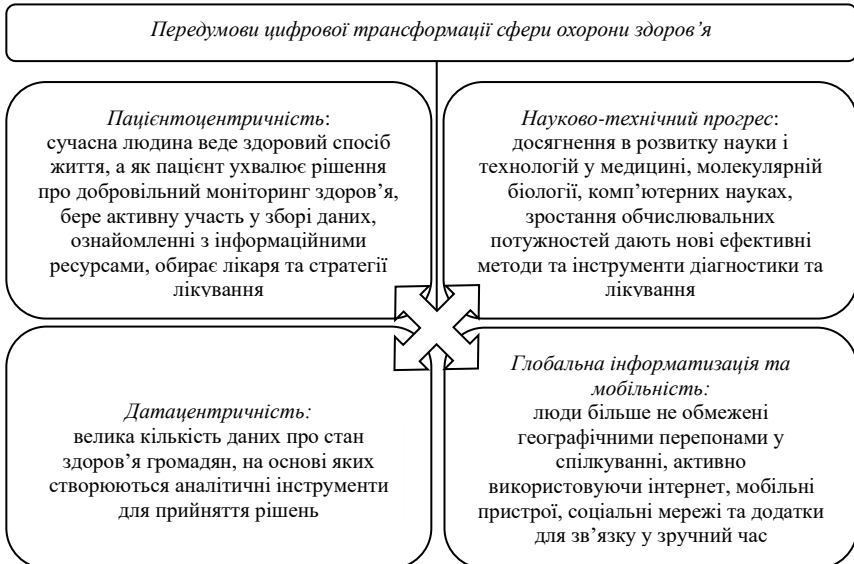 Передумови цифрової трансформації сфери охорони здоров’я
Пацієнтоцентричність:
сучасна людина веде здоровий спосіб
життя, а як пацієнт ухвалює рішення
про добровільний моніторинг здоров’я,
бере активну участь у зборі даних,
ознайомленні з інформаційними
ресурсами, обирає лікаря та стратегії
лікування
Науково-технічний прогрес:
досягнення в розвитку науки і
технологій у медицині, молекулярній
біології, комп’ютерних науках,
зростання обчислювальних
потужностей дають нові ефективні
методи та інструменти діагностики та
лікування
Датацентричність:
велика кількість даних про стан
здоров’я громадян, на основі яких
створюються аналітичні інструменти
для прийняття рішень
Глобальна інформатизація та
мобільність:
люди більше не обмежені
географічними перепонами у
спілкуванні, активно
використовуючи інтернет, мобільні
пристрої, соціальні мережі та додатки
для зв’язку у зручний час